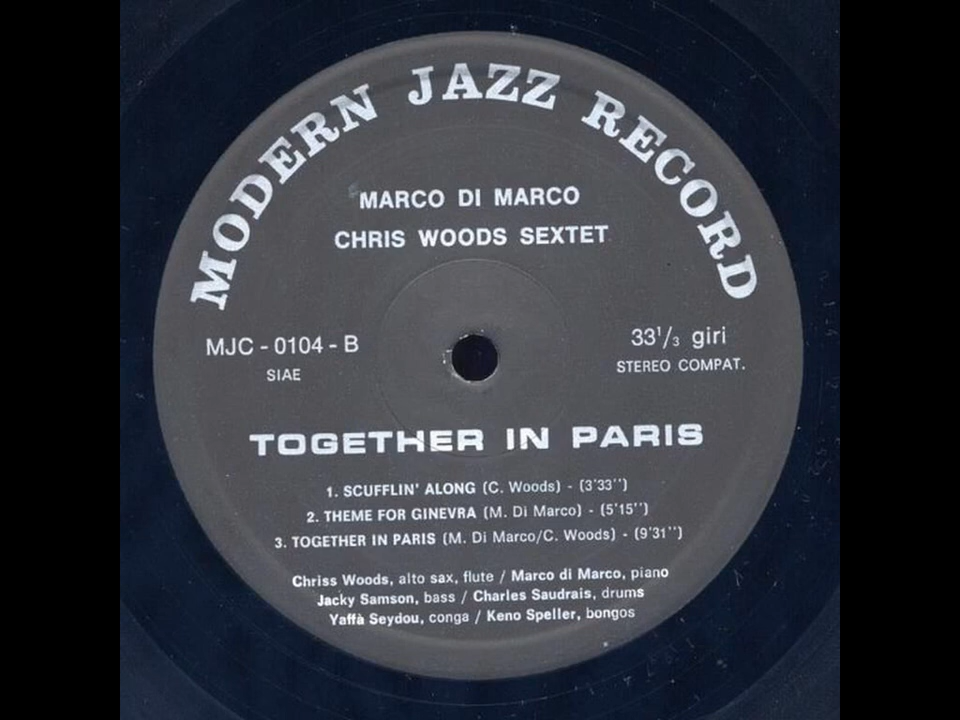 MODERN JAZZ RECORD
MARCO DI MARCO
CHRIS WOODS SEXTET
MJC - 0104 - B
SIAE
33 1/3 giri
STEREO COMPAT.
TOGETHER IN PARIS
1. SCUFFLIN' ALONG (C. Woods) - (3'33'')
2. THEME FOR GINEVRA (M. Di Marco) - (5'15'')
3. TOGETHER IN PARIS (M. Di Marco/C. Woods) - (9'31'')
Chriss Woods, alto sax, flute / Marco di Marco, piano
Jacky Samson, bass / Charles Saudrais, drums
Yaffà Seydou, conga / Keno Speller, bongos